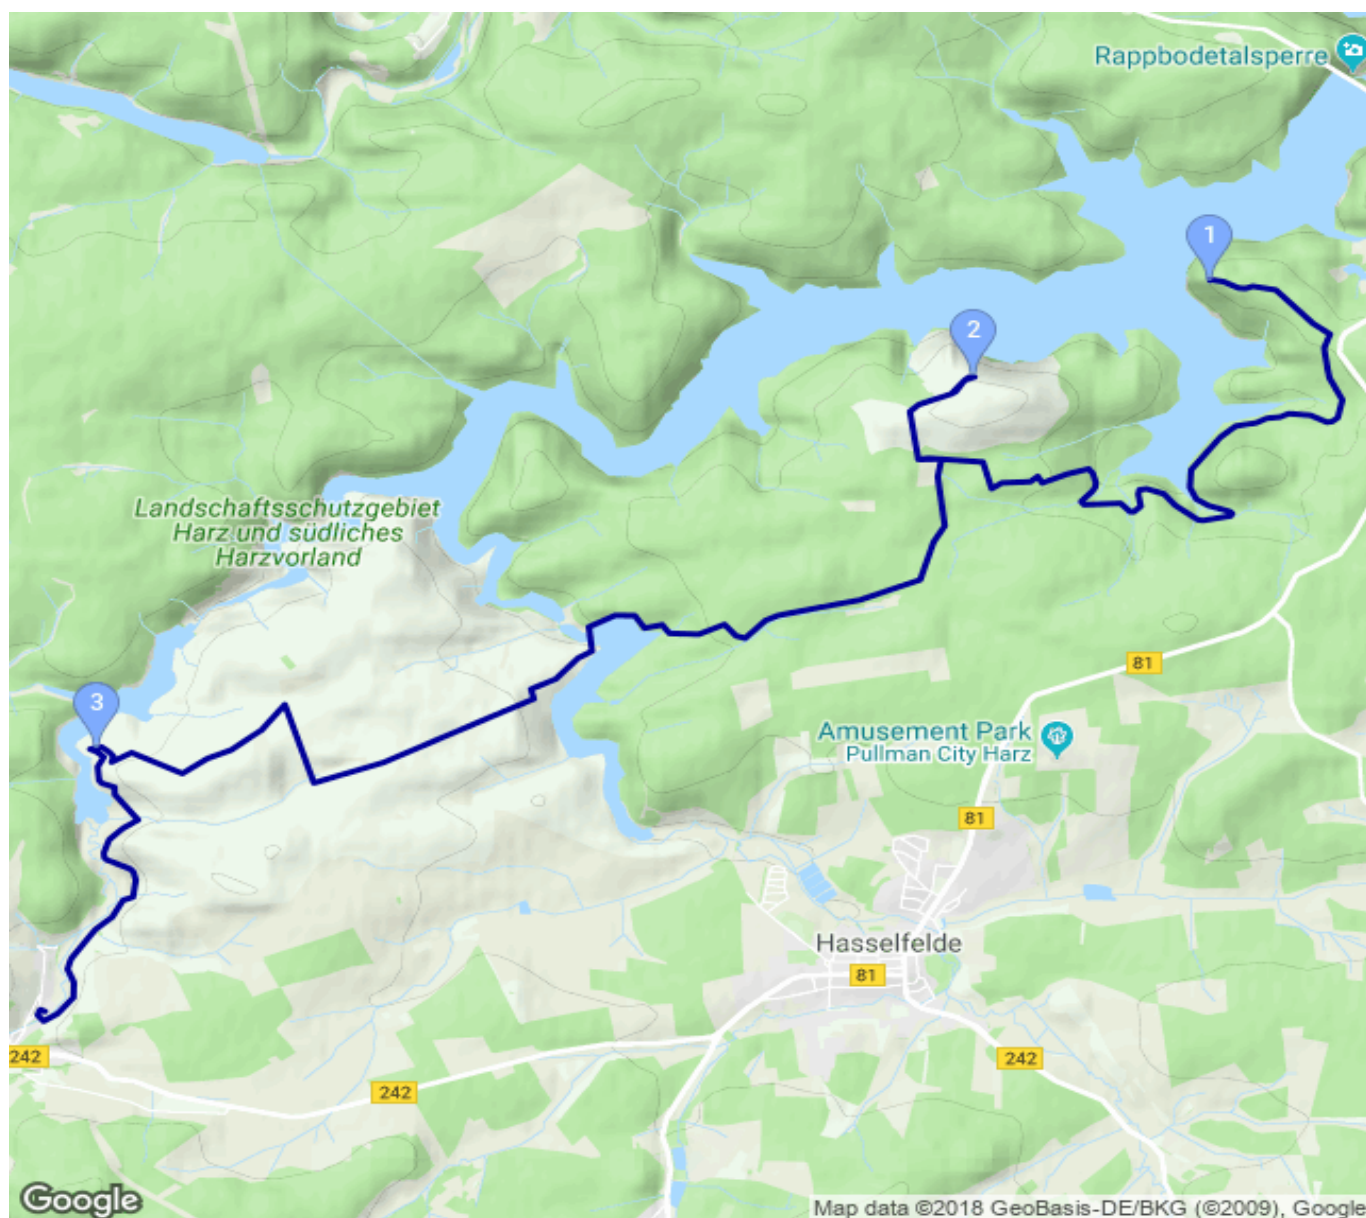 Rappbodetalsperre
1
2
Landschaftsschutzgebiet
Harz und südliches
Harzvorland
81
3
Amusement Park
Pullman City Harz
81
Hasselfelde
81
242
242
242
Google
Map data ©2018 GeoBasis-DE/BKG (©2009), Google